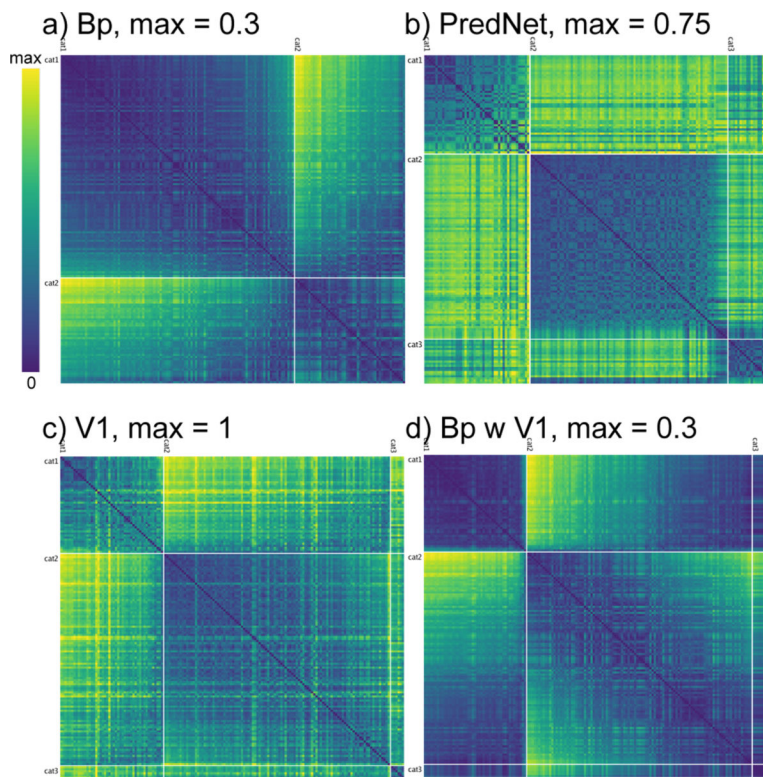 a) Bp, max = 0.3
b) PredNet, max = 0.75
max
0
cat1
cat2
cat1
cat2
cat1
cat2
cat3
cat1
cat2
cat3
c) V1, max = 1
d) Bp w V1, max = 0.3
cat1
cat2
cat3
cat1
cat2
cat3
cat1
cat2
cat3
cat1
cat2
cat3